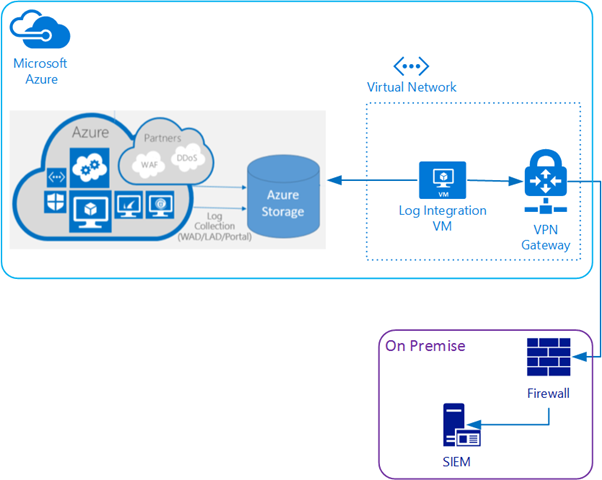 Microsoft
Azure
Virtual Network
Azure
Partners
WAF
DDoS
Azure
Storage
Log
Collection
(WAD/LAD/Portal)
VM
Log Integration
VM
VPN
Gateway
On Premise
Firewall
SIEM